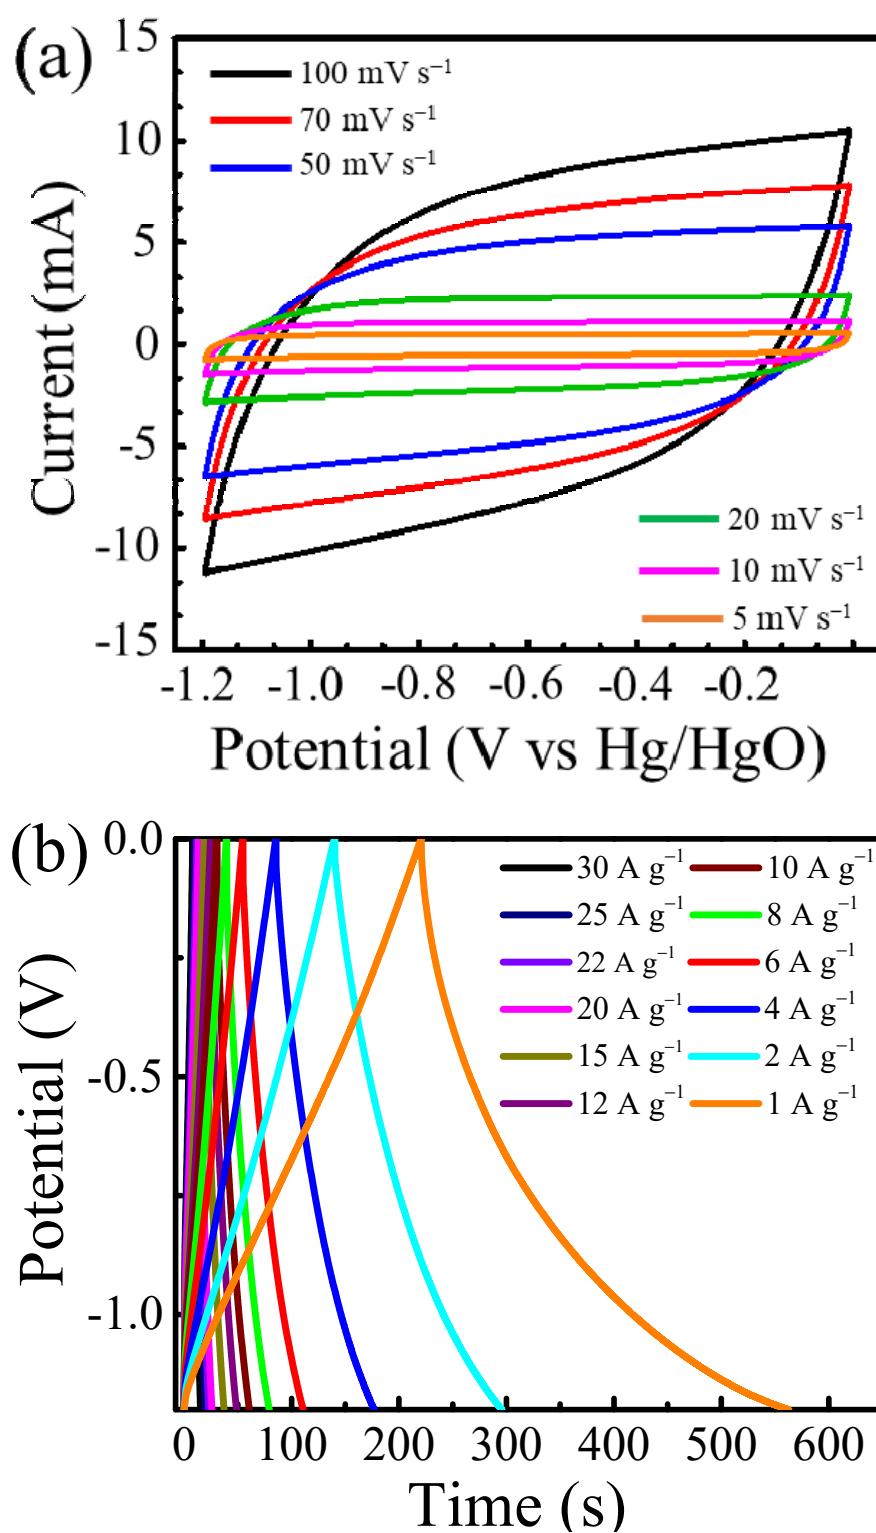 (a)
15
10
5
0
-5
-10
-15
Current (mA)
100 mV s⁻¹
70 mV s⁻¹
50 mV s⁻¹
20 mV s⁻¹
10 mV s⁻¹
5 mV s⁻¹
-1.2 -1.0 -0.8 -0.6 -0.4 -0.2
Potential (V vs Hg/HgO)
(b)
0.0
-0.5
-1.0
Potential (V)
30 A g⁻¹ 10 A g⁻¹
25 A g⁻¹ 8 A g⁻¹
22 A g⁻¹ 6 A g⁻¹
20 A g⁻¹ 4 A g⁻¹
15 A g⁻¹ 2 A g⁻¹
12 A g⁻¹ 1 A g⁻¹
0 100 200 300 400 500 600
Time (s)